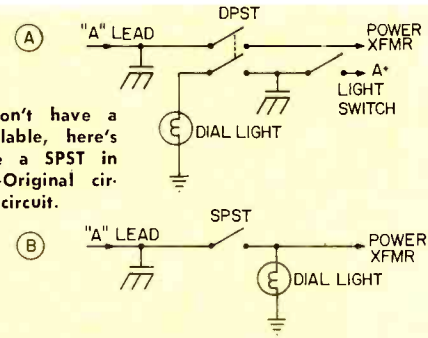 DPST
A
"A" LEAD
POWER
XFMR
A+
LIGHT
SWITCH
DIAL LIGHT
on't have a
lable, here's
e a SPST in
-Original cir-
circuit.
SPST
B
"A" LEAD
POWER
XFMR
DIAL LIGHT